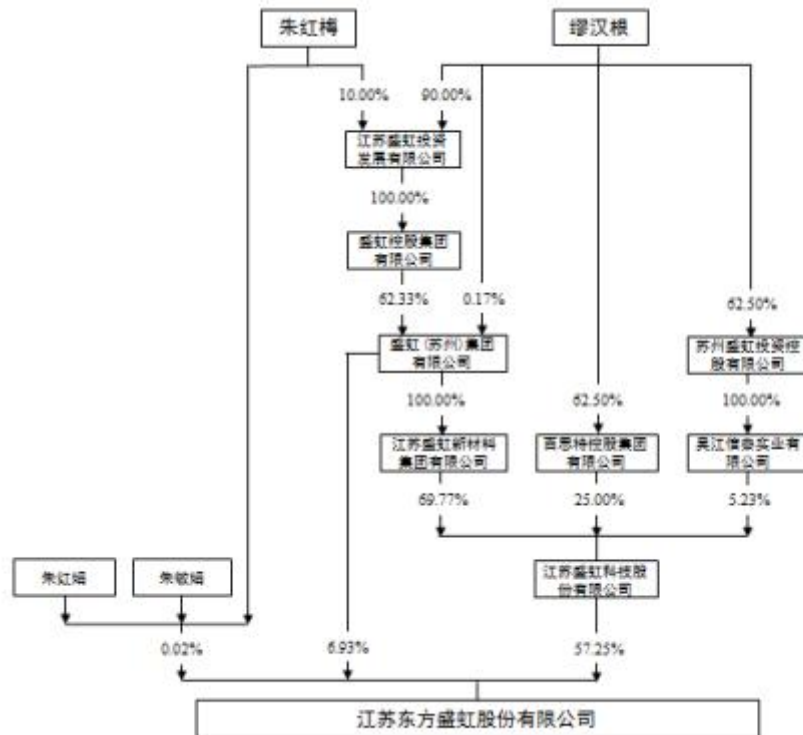 朱红梅
缪汉根
10.00%
90.00%
江苏盛虹投资
发展有限公司
100.00%
盛虹控股集团
有限公司
62.33%
0.17%
62.50%
盛虹(苏州)集团
有限公司
苏州盛虹投资控
股有限公司
100.00%
62.50%
100.00%
江苏盛虹新材料
集团有限公司
百思特控股集团
有限公司
吴江信泰实业有
限公司
69.77%
25.00%
5.23%
朱红娟
朱敏娟
江苏盛虹科技股
份有限公司
0.02%
6.93%
57.25%
江苏东方盛虹股份有限公司